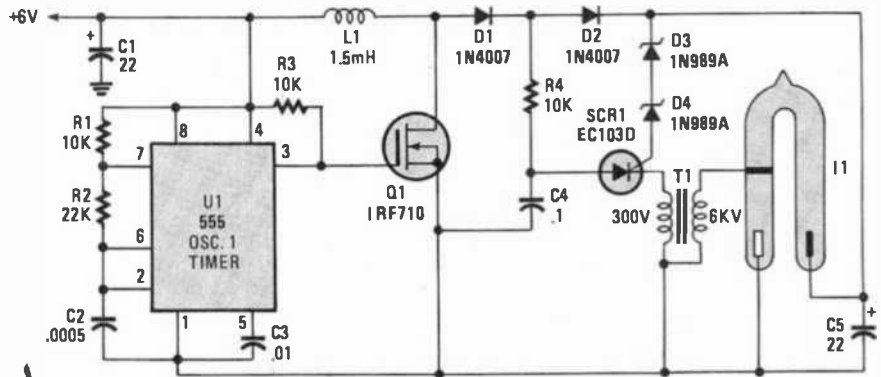 +6V
+
C1
22
L1
1.5mH
D1
1N4007
D2
1N4007
D3
1N989A
D4
1N989A
R3
10K
R4
10K
SCR1
EC103D
R1
10K
8
4
7
3
R2
22K
U1
555
OSC. 1
TIMER
6
2
1
5
C2
.0005
C3
.01
Q1
IRF710
C4
.1
T1
300V
6KV
I1
+
C5
22